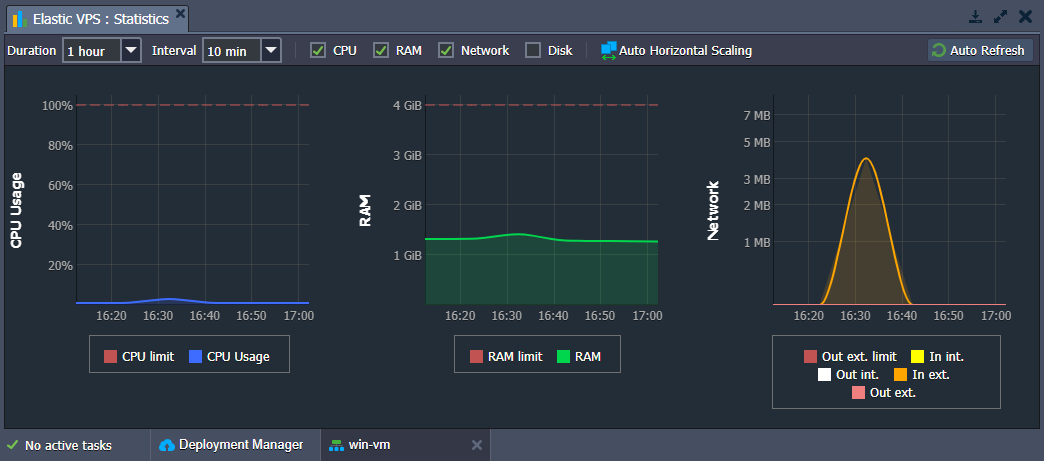 Elastic VPS : Statistics
Duration 1 hour Interval 10 min CPU RAM Network Disk Auto Horizontal Scaling Auto Refresh
CPU Usage
100%
80%
60%
40%
20%
16:20 16:30 16:40 16:50 17:00
CPU limit CPU Usage
RAM
4 GiB
3 GiB
2 GiB
1 GiB
16:20 16:30 16:40 16:50 17:00
RAM limit RAM
Network
7 MB
5 MB
3 MB
2 MB
1 MB
16:20 16:30 16:40 16:50 17:00
Out ext. limit In int.
Out int. In ext.
Out ext.
No active tasks Deployment Manager win-vm